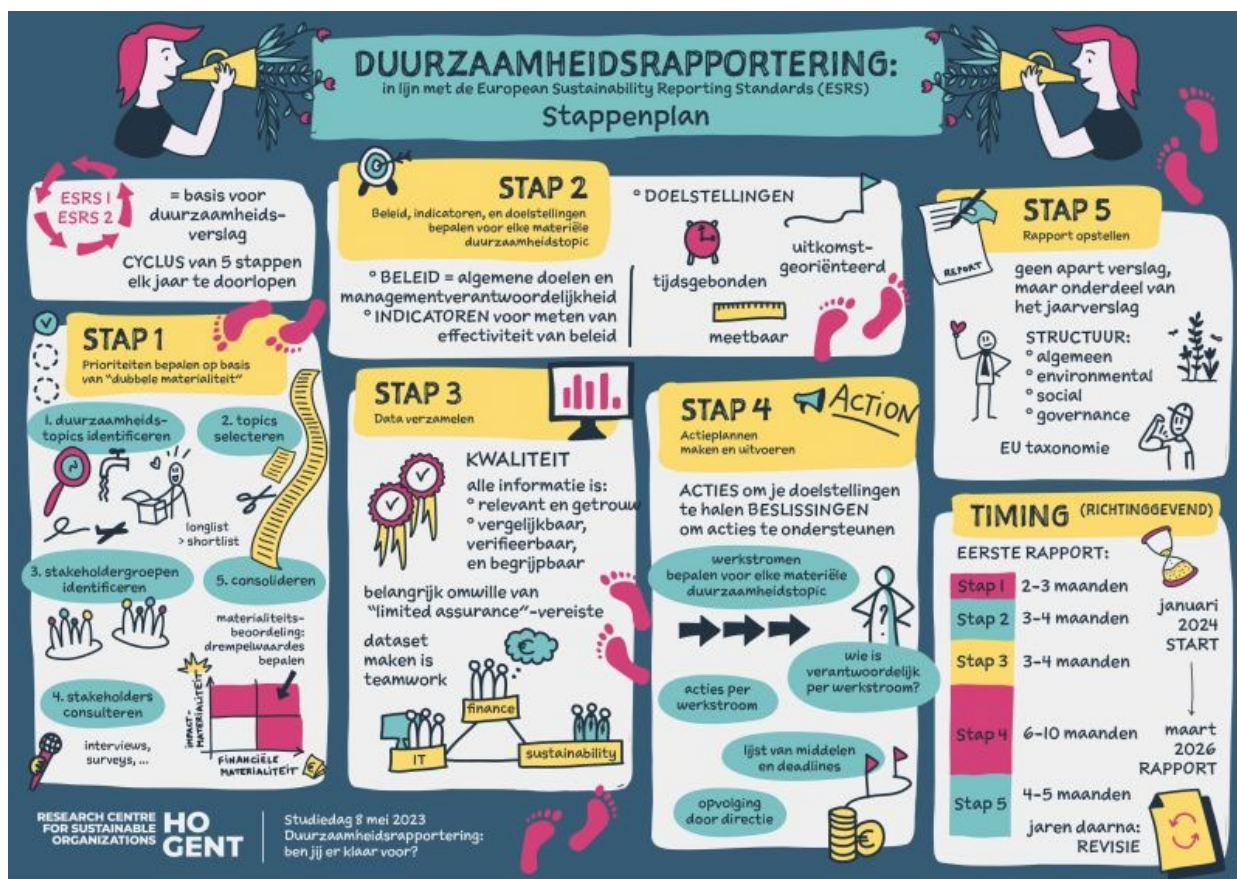 DUURZAAMHEIDSRAPPORTERING:
in lijn met de European Sustainability Reporting Standards (ESRS)
Stappenplan
ESRS 1
ESRS 2
= basis voor
duurzaamheids-
verslag
CYCLUS van 5 stappen
elk jaar te doorlopen
STAP 1
Prioriteiten bepalen op basis
van "dubbele materialiteit"
1. duurzaamheids-
topics identificeren
2. topics
selecteren
longlist
> shortlist
3. stakeholdergroepen
identificeren
4. stakeholders
consulteren
interviews,
surveys, ...
5. consolideren
materialiteits-
beoordeling:
drempelwaardes
bepalen
IMPACT-
MATERIALITEIT
FINANCIËLE
MATERIALITEIT
€
STAP 2
Beleid, indicatoren, en doelstellingen
bepalen voor elke materiële
duurzaamheidstopic
° BELEID = algemene doelen en
managementverantwoordelijkheid
° INDICATOREN voor meten van
effectiviteit van beleid
° DOELSTELLINGEN
tijdsgebonden
uitkomst-
georiënteerd
meetbaar
STAP 3
Data verzamelen
KWALITEIT
alle informatie is:
° relevant en getrouw
° vergelijkbaar,
verifieerbaar,
en begrijpbaar
belangrijk omwille van
"limited assurance"-vereiste
dataset
maken is
teamwork
€
finance
IT
sustainability
STAP 4
ACTION
Actieplannen
maken en uitvoeren
ACTIES om je doelstellingen
te halen BESLISSINGEN
om acties te ondersteunen
werkstromen
bepalen voor elke materiële
duurzaamheidstopic
?
wie is
verantwoordelijk
per werkstroom?
acties per
werkstroom
lijst van middelen
en deadlines
opvolging
door directie
€
STAP 5
Rapport opstellen
REPORT
geen apart verslag,
maar onderdeel van
het jaarverslag
STRUCTUUR:
° algemeen
° environmental
° social
° governance
EU taxonomie
TIMING (RICHTINGGEVEND)
EERSTE RAPPORT:
Stap 1 2-3 maanden
Stap 2 3-4 maanden
Stap 3 3-4 maanden
Stap 4 6-10 maanden
Stap 5 4-5 maanden
januari
2024
START
maart
2026
RAPPORT
jaren daarna:
REVISIE
RESEARCH CENTRE
FOR SUSTAINABLE
ORGANIZATIONS
HO
GENT
Studiedag 8 mei 2023
Duurzaamheidsrapportering:
ben jij er klaar voor?